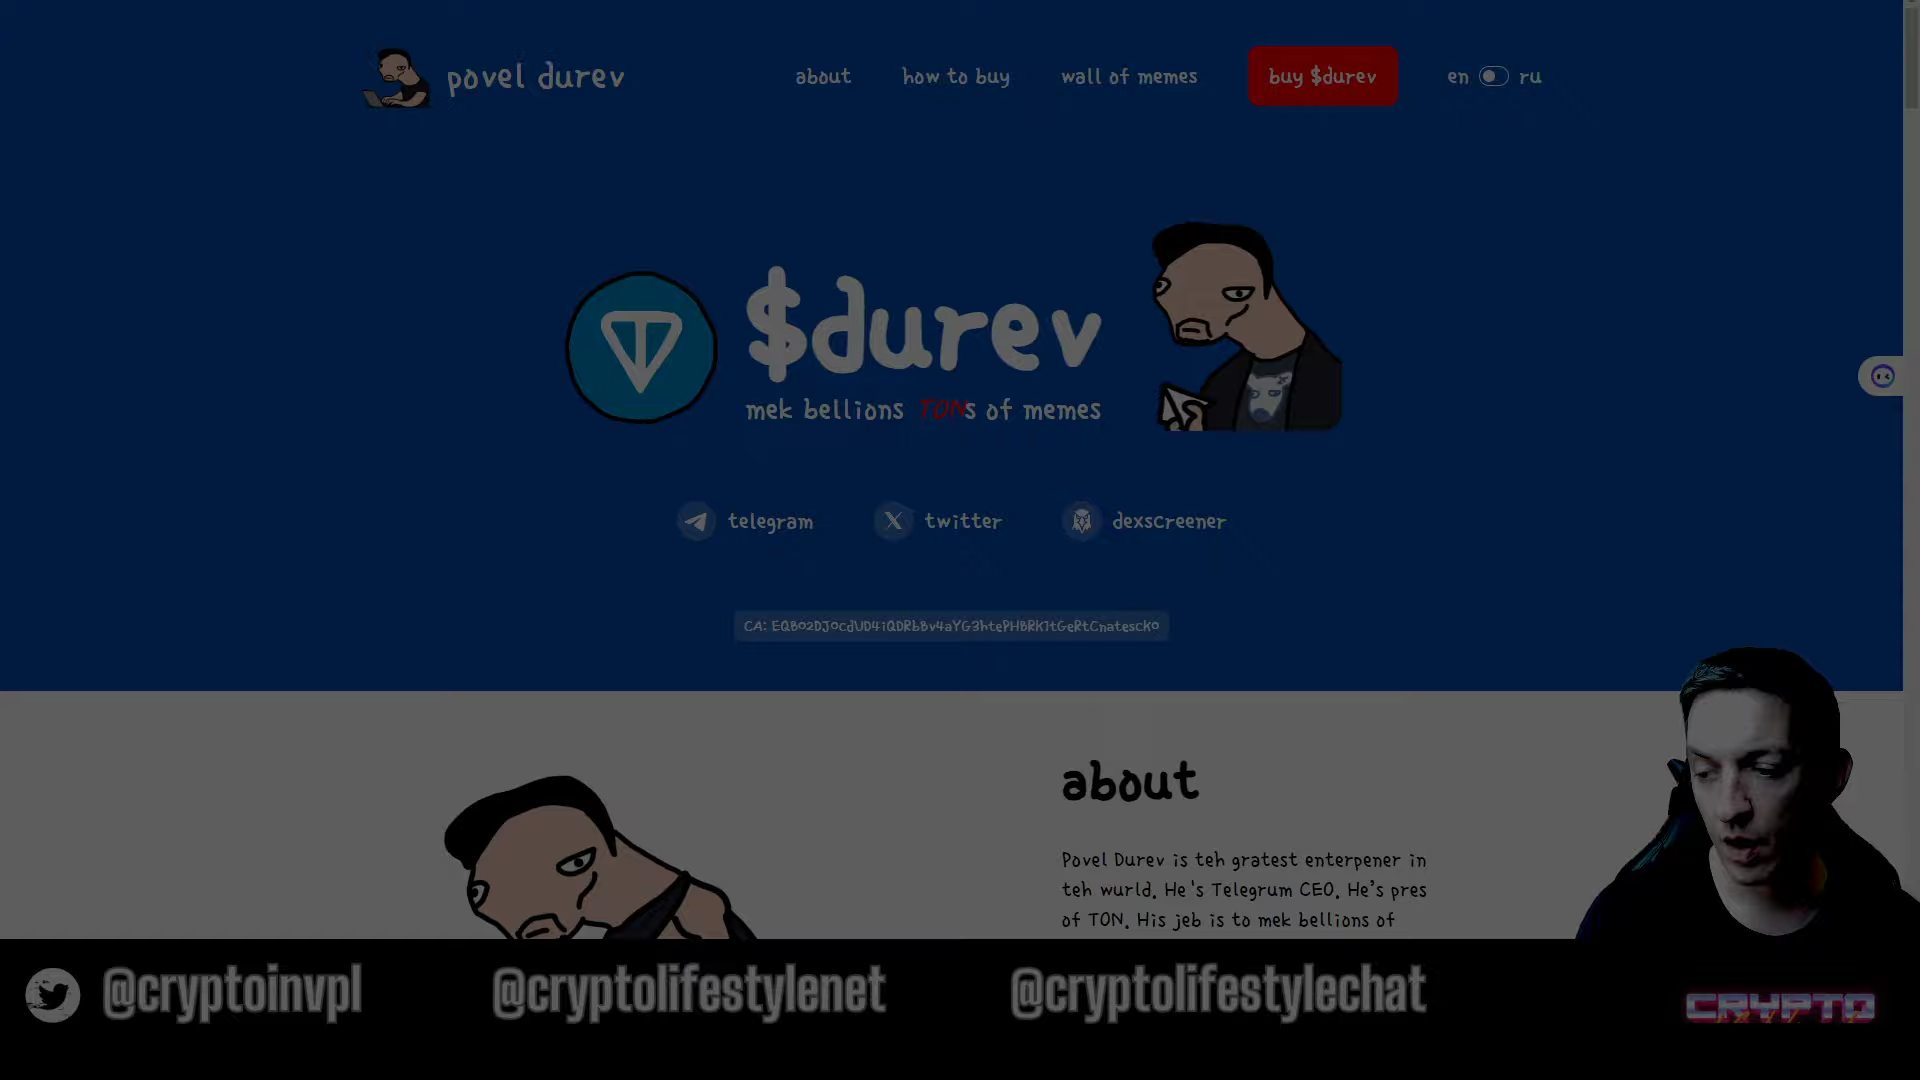 povel durev
about
how to buy
wall of memes
buy $durev
en
ru
$durev
mek bellions TONs of memes
telegram
twitter
dexscreener
about
Povel Durev is teh gratest enterpener in
teh wurld. He's Telegrum CEO. He's pres
of TON. His jeb is to mek bellions of
@cryptoinvpl
@cryptolifestylenet
@cryptolifestylechat
CRYPTO